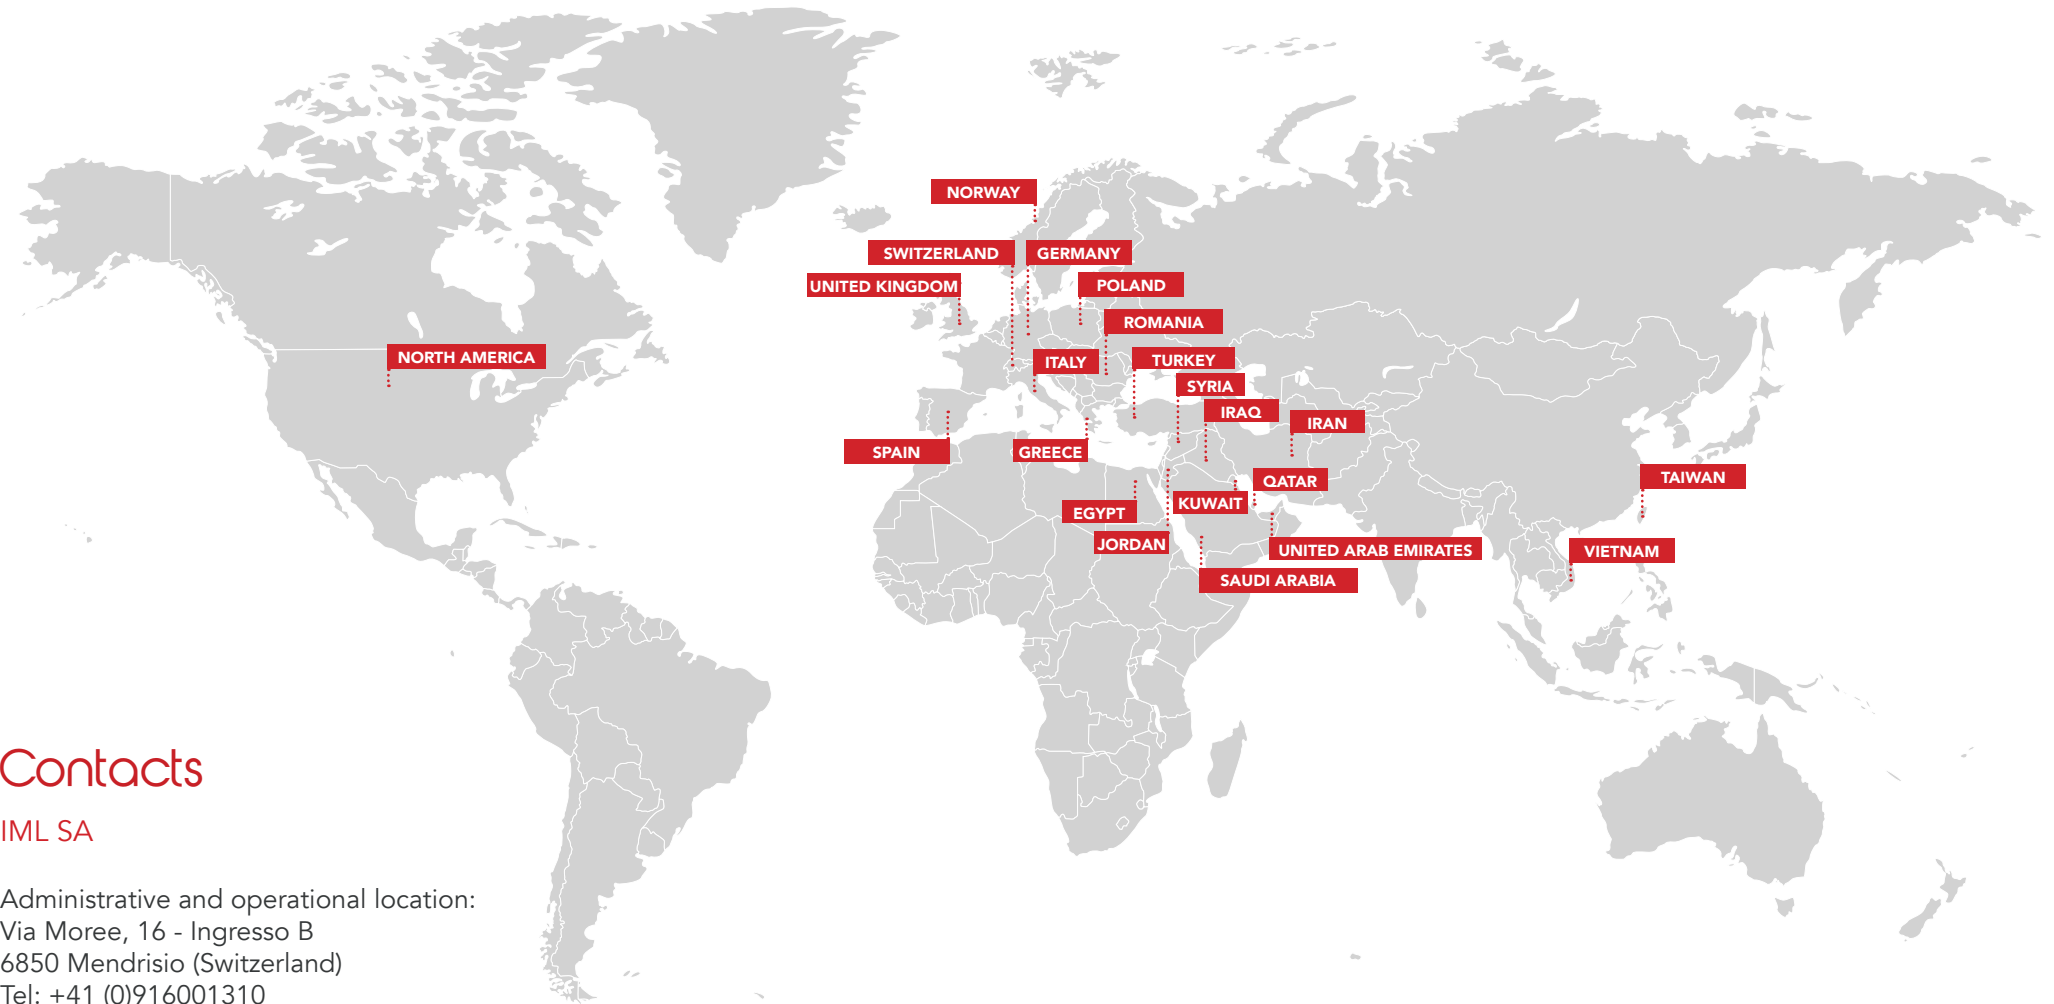 NORWAY
SWITZERLAND
GERMANY
UNITED KINGDOM
POLAND
ROMANIA
NORTH AMERICA
ITALY
TURKEY
SYRIA
IRAQ
IRAN
SPAIN
GREECE
QATAR
TAIWAN
KUWAIT
EGYPT
JORDAN
UNITED ARAB EMIRATES
VIETNAM
SAUDI ARABIA
Contacts
IML SA
Administrative and operational location:
Via Moree, 16 - Ingresso B
6850 Mendrisio (Switzerland)
Tel: +41 (0)916001310